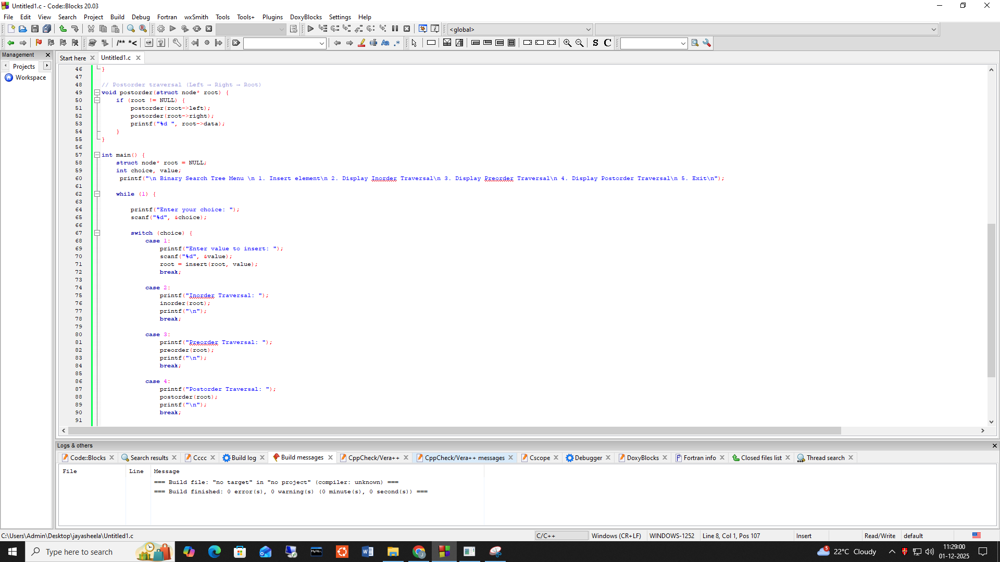 Untitled1.c - Code::Blocks 20.03
File Edit View Search Project Build Debug Fortran wxSmith Tools Tools+ Plugins DoxyBlocks Settings Help
<global>
/** *<
Aa .*
S C
Management
Start here Untitled1.c
Projects
Workspace
46 }
47
48 // Postorder traversal (Left → Right → Root)
49 void postorder(struct node* root) {
50 if (root != NULL) {
51 postorder(root->left);
52 postorder(root->right);
53 printf("%d ", root->data);
54 }
55 }
56
57 int main() {
58 struct node* root = NULL;
59 int choice, value;
60 printf("\n Binary Search Tree Menu \n 1. Insert element\n 2. Display Inorder Traversal\n 3. Display Preorder Traversal\n 4. Display Postorder Traversal\n 5. Exit\n");
61
62 while (1) {
63
64 printf("Enter your choice: ");
65 scanf("%d", &choice);
66
67 switch (choice) {
68 case 1:
69 printf("Enter value to insert: ");
70 scanf("%d", &value);
71 root = insert(root, value);
72 break;
73
74 case 2:
75 printf("Inorder Traversal: ");
76 inorder(root);
77 printf("\n");
78 break;
79
80 case 3:
81 printf("Preorder Traversal: ");
82 preorder(root);
83 printf("\n");
84 break;
85
86 case 4:
87 printf("Postorder Traversal: ");
88 postorder(root);
89 printf("\n");
90 break;
91
Logs & others
Code::Blocks Search results Cccc Build log Build messages CppCheck/Vera++ CppCheck/Vera++ messages Cscope Debugger DoxyBlocks Fortran info Closed files list Thread search
File Line Message
=== Build file: "no target" in "no project" (compiler: unknown) ===
=== Build finished: 0 error(s), 0 warning(s) (0 minute(s), 0 second(s)) ===
C:\Users\Admin\Desktop\jayasheela\Untitled1.c C/C++ Windows (CR+LF) WINDOWS-1252 Line 8, Col 1, Pos 107 Insert Read/Write default
Type here to search
5 22°C Cloudy
11:29:00
01-12-2025